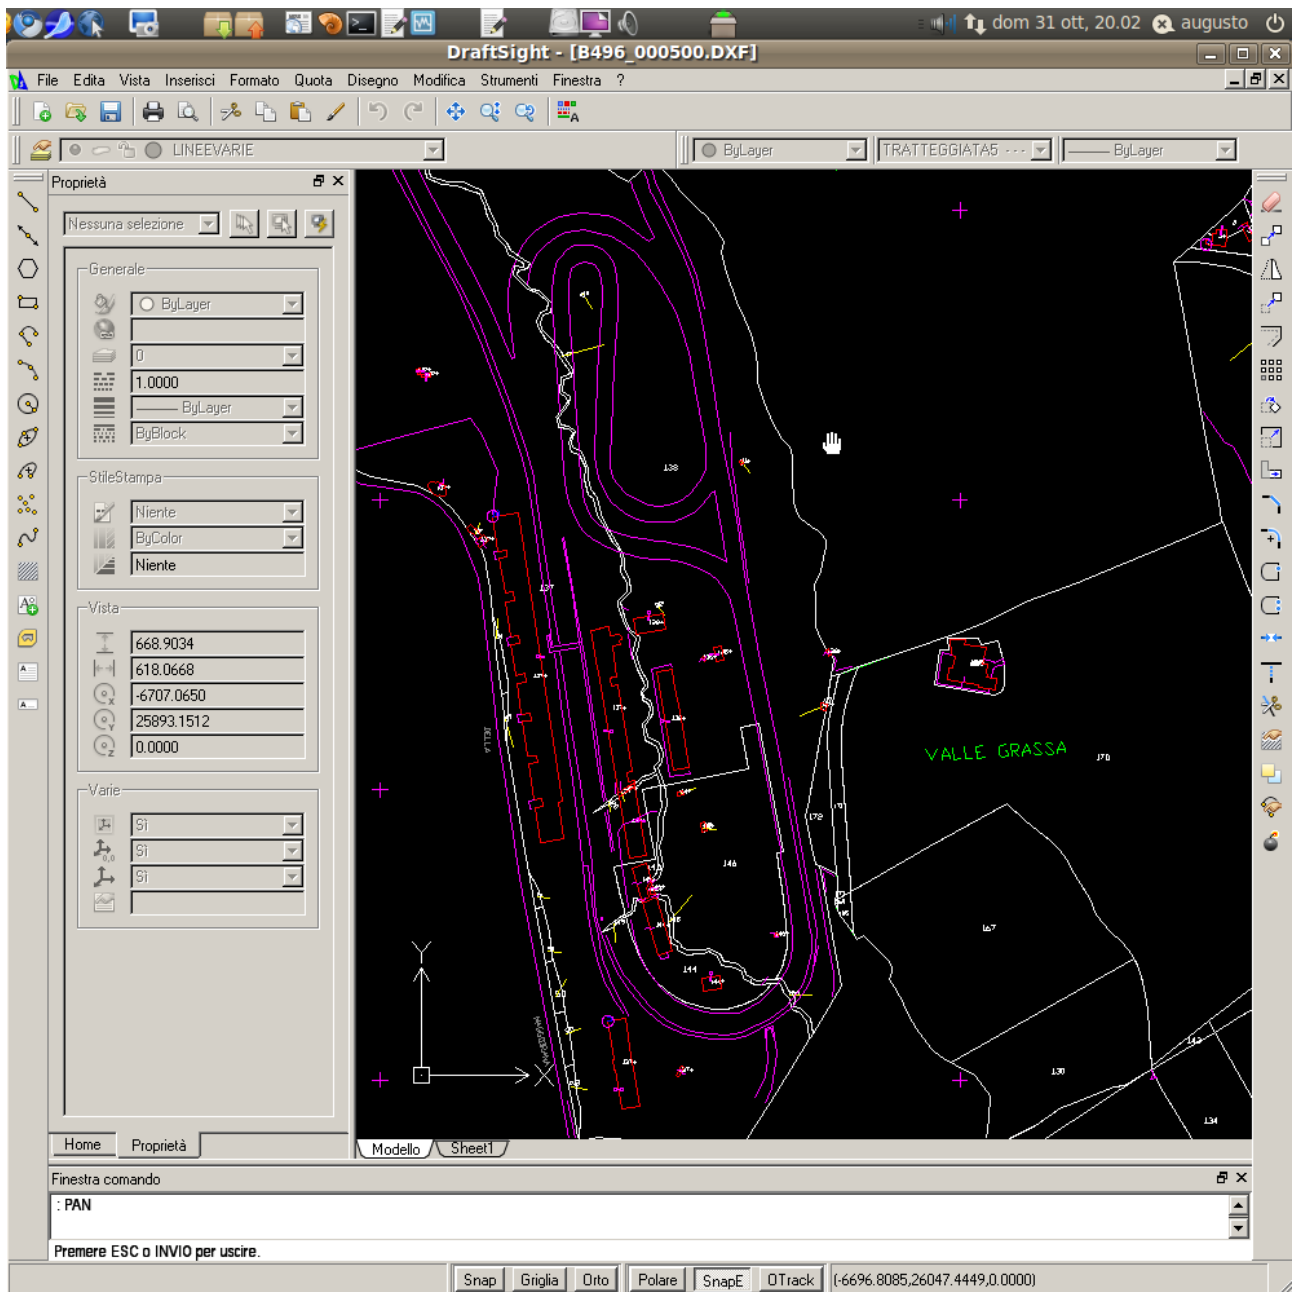 dom 31 ott, 20.02 augusto
DraftSight - [B496_000500.DXF]
File Edita Vista Inserisci Formato Quota Disegno Modifica Strumenti Finestra ?
LINEEVARIE ByLayer TRATTEGGIATA5 ByLayer
Proprietà
Nessuna selezione
Generale
ByLayer
0
1.0000
ByLayer
ByBlock
StileStampa
Niente
ByColor
Niente
Vista
668.9034
618.0668
-6707.0650
25893.1512
0.0000
Varie
Sì
Sì
Sì
138
137
DELLA
VALLE GRASSA
170
172
146
167
144
130
142
134
Y
X
Home Proprietà
Modello Sheet1
Finestra comando
: PAN
Premere ESC o INVIO per uscire.
Snap Griglia Orto Polare SnapE OTrack (-6696.8085,26047.4449,0.0000)